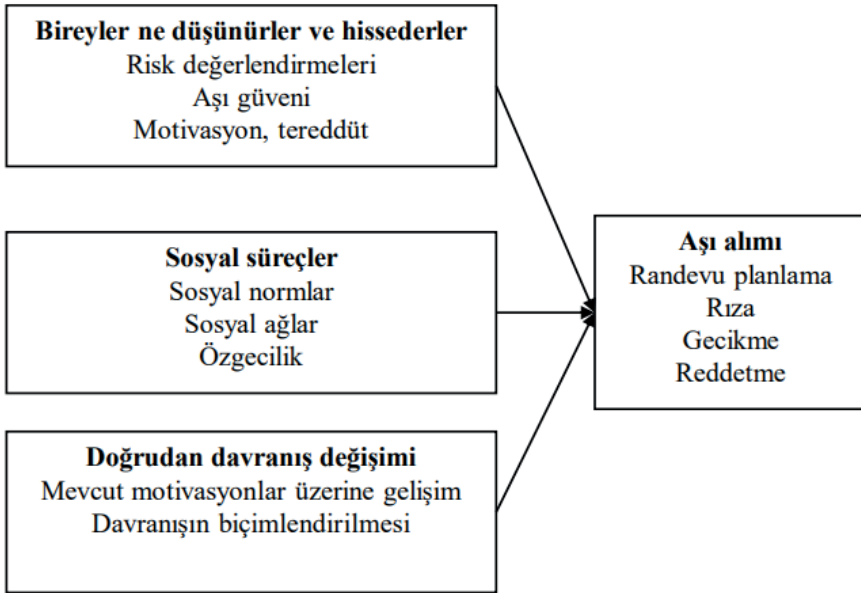 Bireyler ne düşünürler ve hissederler
Risk değerlendirmeleri
Aşı güveni
Motivasyon, tereddüt
Sosyal süreçler
Sosyal normlar
Sosyal ağlar
Özgecilik
Doğrudan davranış değişimi
Mevcut motivasyonlar üzerine gelişim
Davranışın biçimlendirilmesi
Aşı alımı
Randevu planlama
Rıza
Gecikme
Reddetme